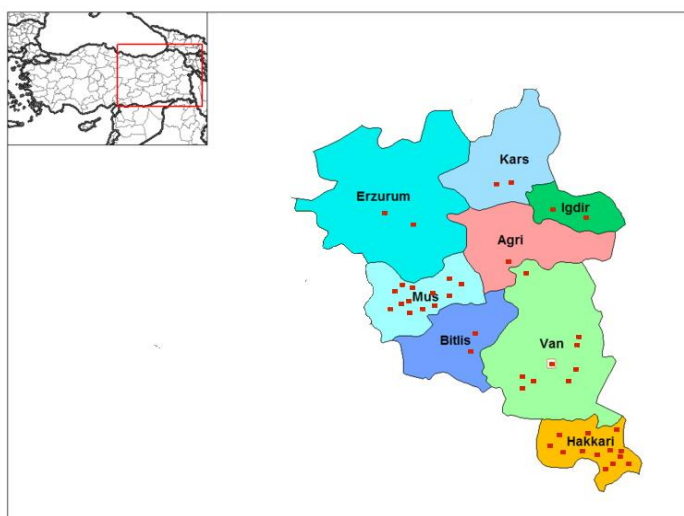 Kars
Erzurum
Igdir
Agri
Mus
Bitlis
Van
Hakkari